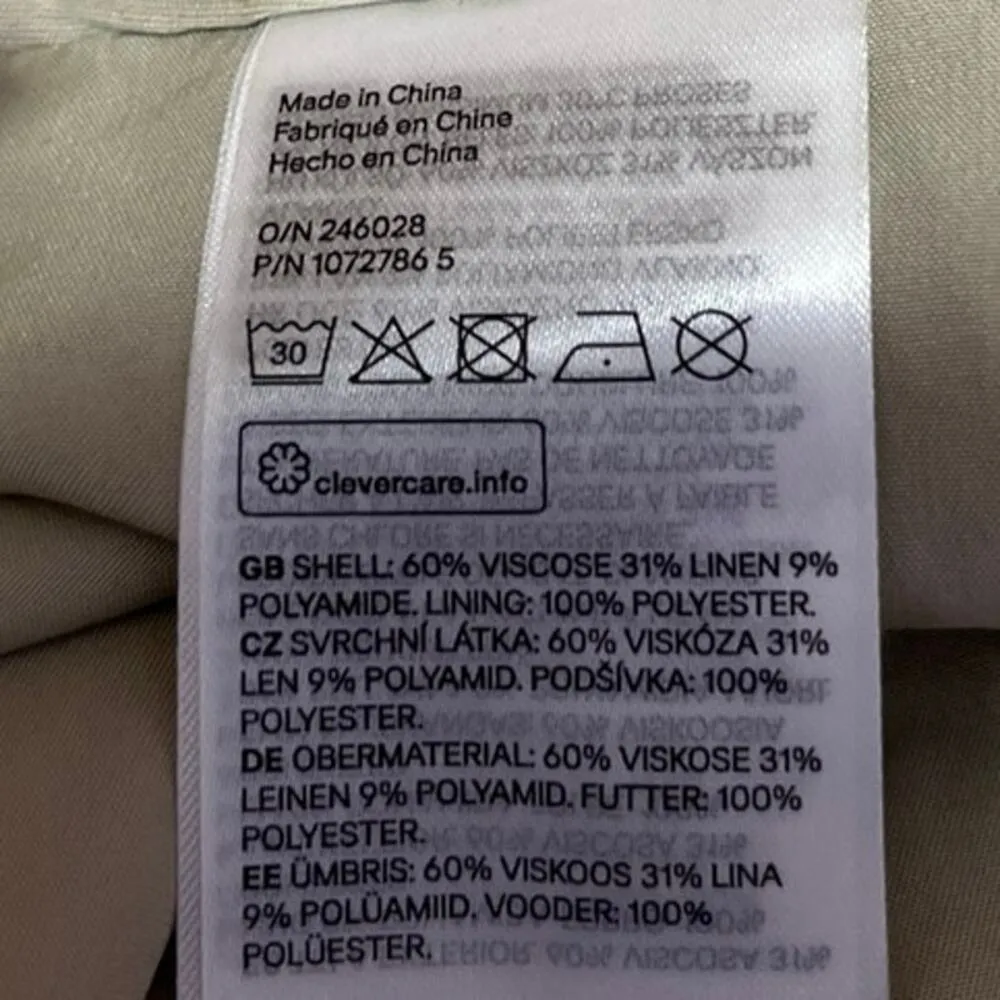 Made in China
Fabriqué en Chine
Hecho en China
O/N 246028
P/N 1072786 5
30
clevercare.info
GB SHELL: 60% VISCOSE 31% LINEN 9%
POLYAMIDE. LINING: 100% POLYESTER.
CZ SVRCHNÍ LÁTKA: 60% VISKÓZA 31%
LEN 9% POLYAMID. PODŠÍVKA: 100%
POLYESTER.
DE OBERMATERIAL: 60% VISKOSE 31%
LEINEN 9% POLYAMID. FUTTER: 100%
POLYESTER.
EE ÜMBRIS: 60% VISKOOS 31% LINA
9% POLÜAMIID. VOODER: 100%
POLÜESTER.